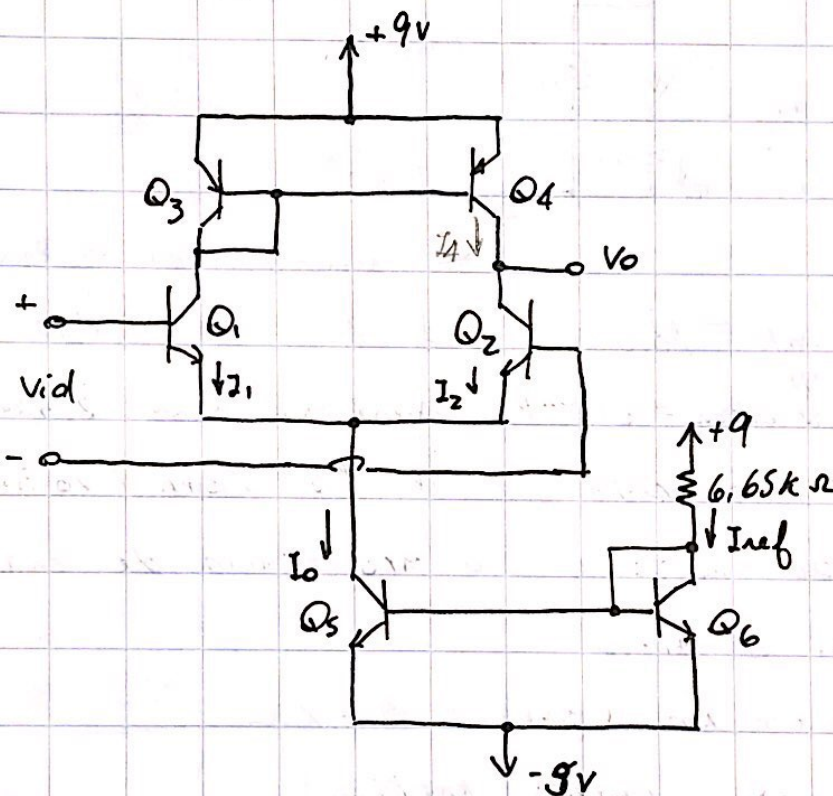 +9v
Q3 Q4
I4
Vo
+ Q1 Q2
Vid I1 I2
-
+9
6,65K Ω
Iref
Io
Q5 Q6
-9v